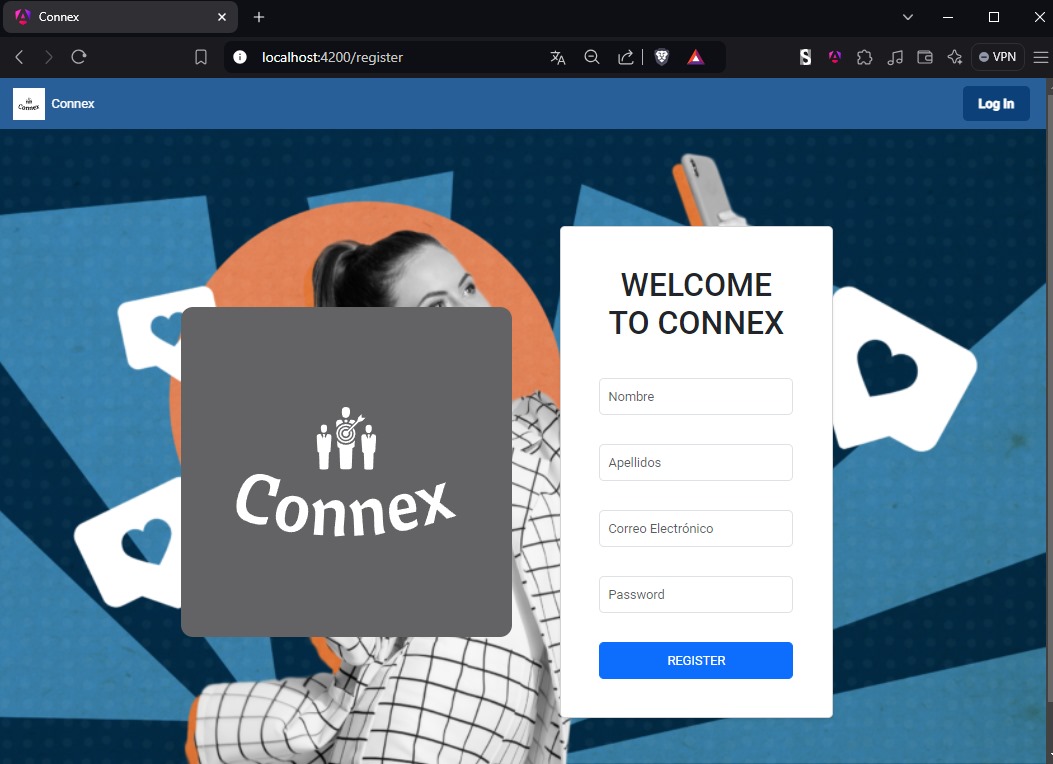 Connex
localhost:4200/register
VPN
Connex
Connex
Log In
WELCOME
TO CONNEX
Connex
Nombre
Apellidos
Correo Electrónico
Password
REGISTER